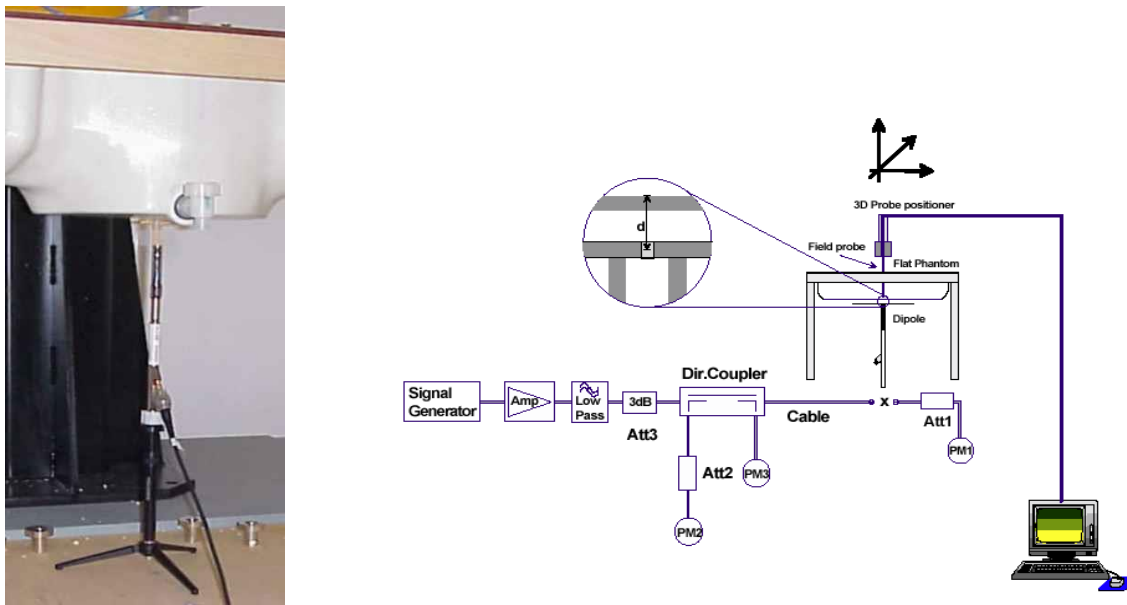 3D Probe positioner
d
Field probe
Flat Phantom
Dipole
Dir.Coupler
Signal
Generator
Amp
Low
Pass
3dB
Cable
x
Att1
Att3
PM1
Att2
PM3
PM2